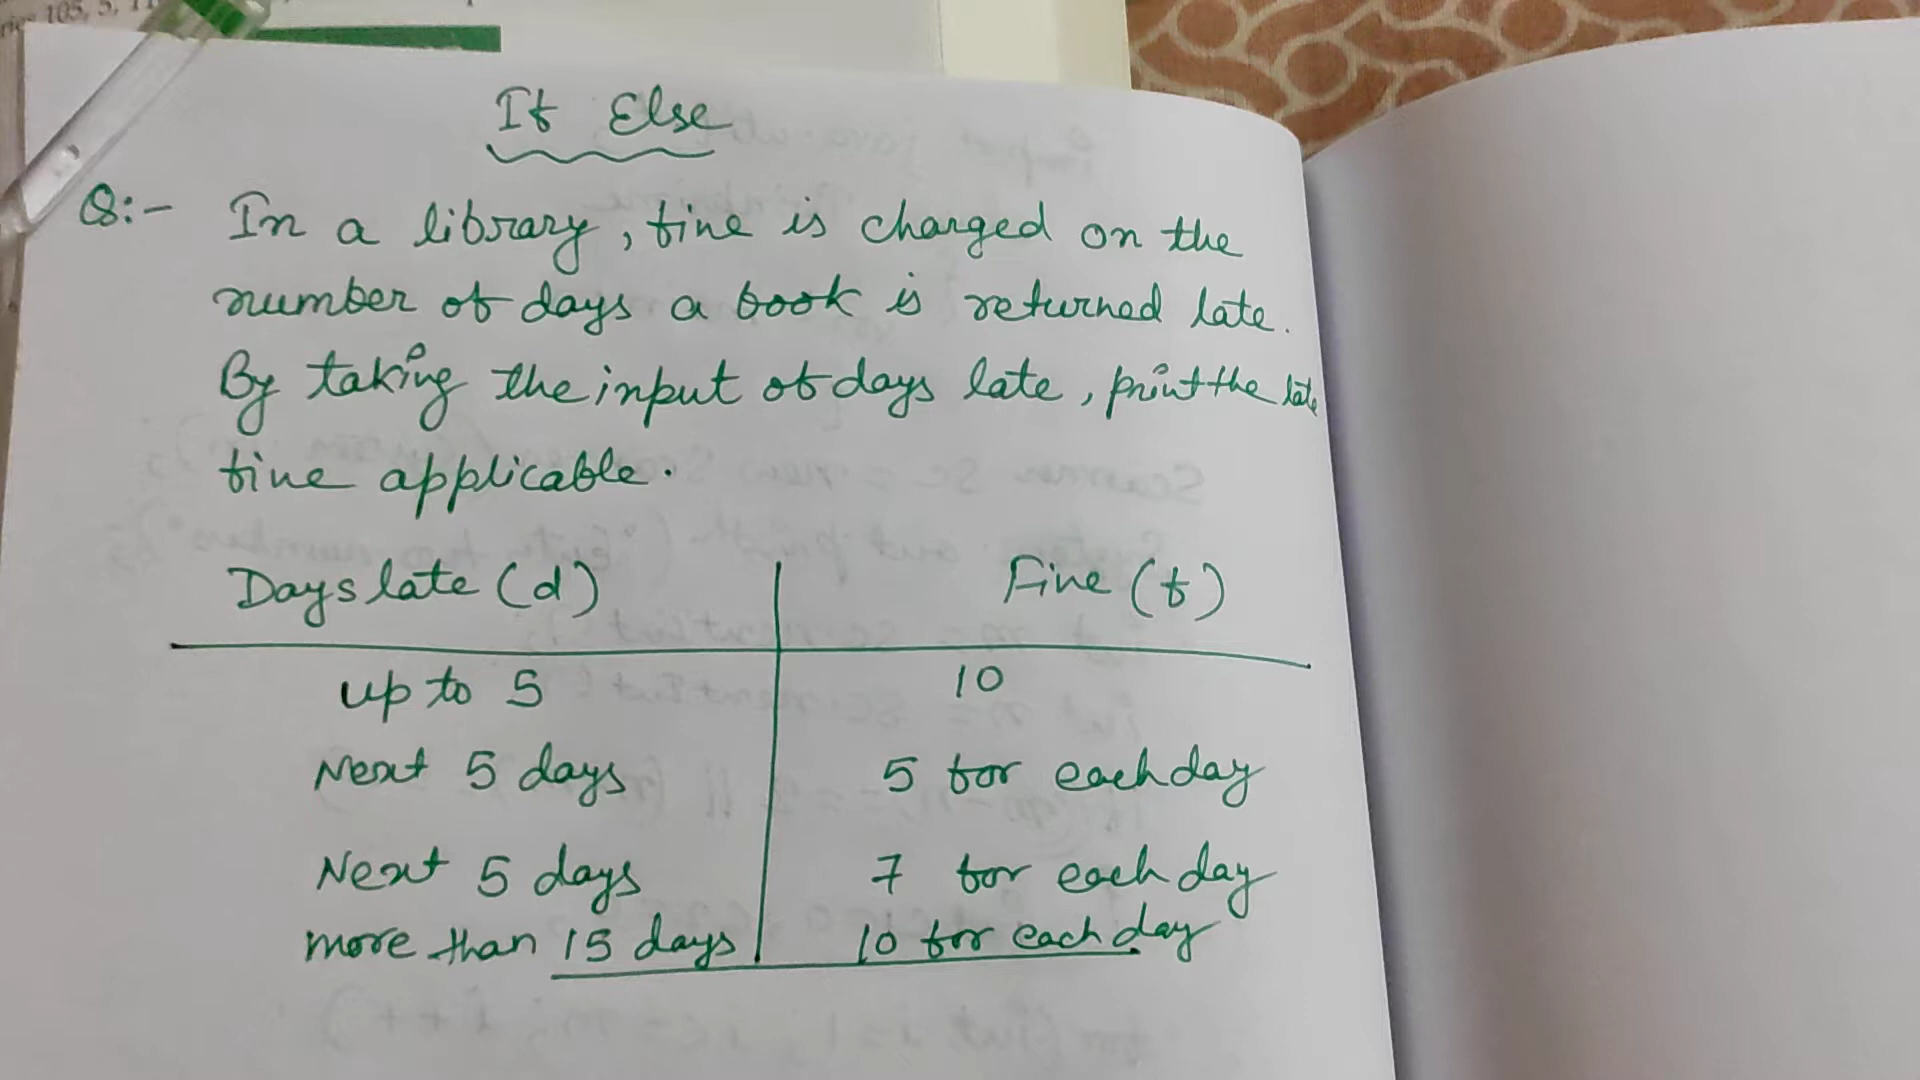 105, 5, 11
If Else
Q:- In a library, fine is charged on the
number of days a book is returned late.
By taking the input of days late, print the late
fine applicable.
Days late (d) Fine (f)
up to 5 10
Next 5 days 5 for each day
Next 5 days 7 for each day
more than 15 days 10 for each day